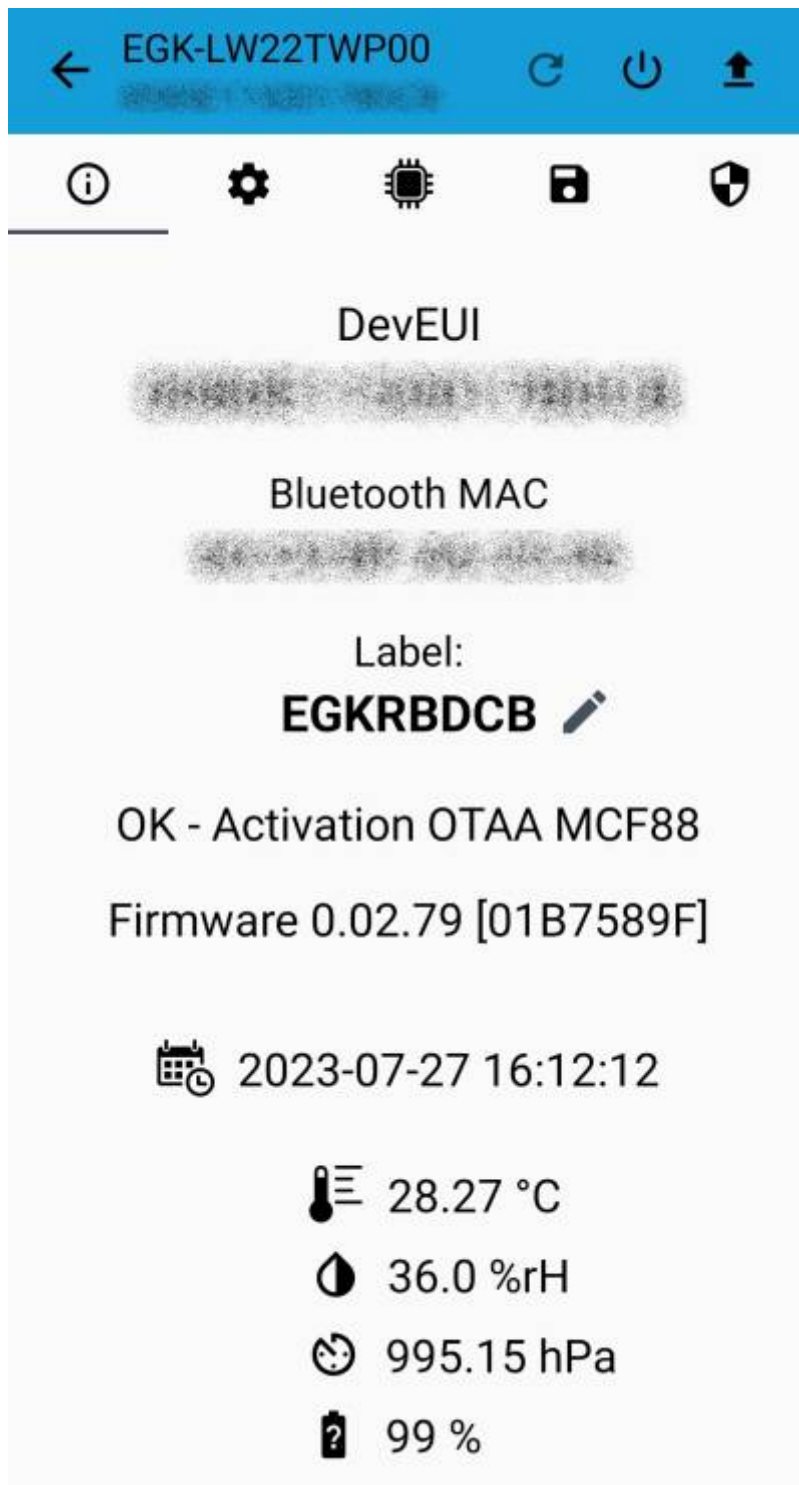 EGK-LW22TWP00
DevEUI
Bluetooth MAC
Label:
EGKRBDCB
OK - Activation OTAA MCF88
Firmware 0.02.79 [01B7589F]
2023-07-27 16:12:12
28.27 °C
36.0 %rH
995.15 hPa
99 %